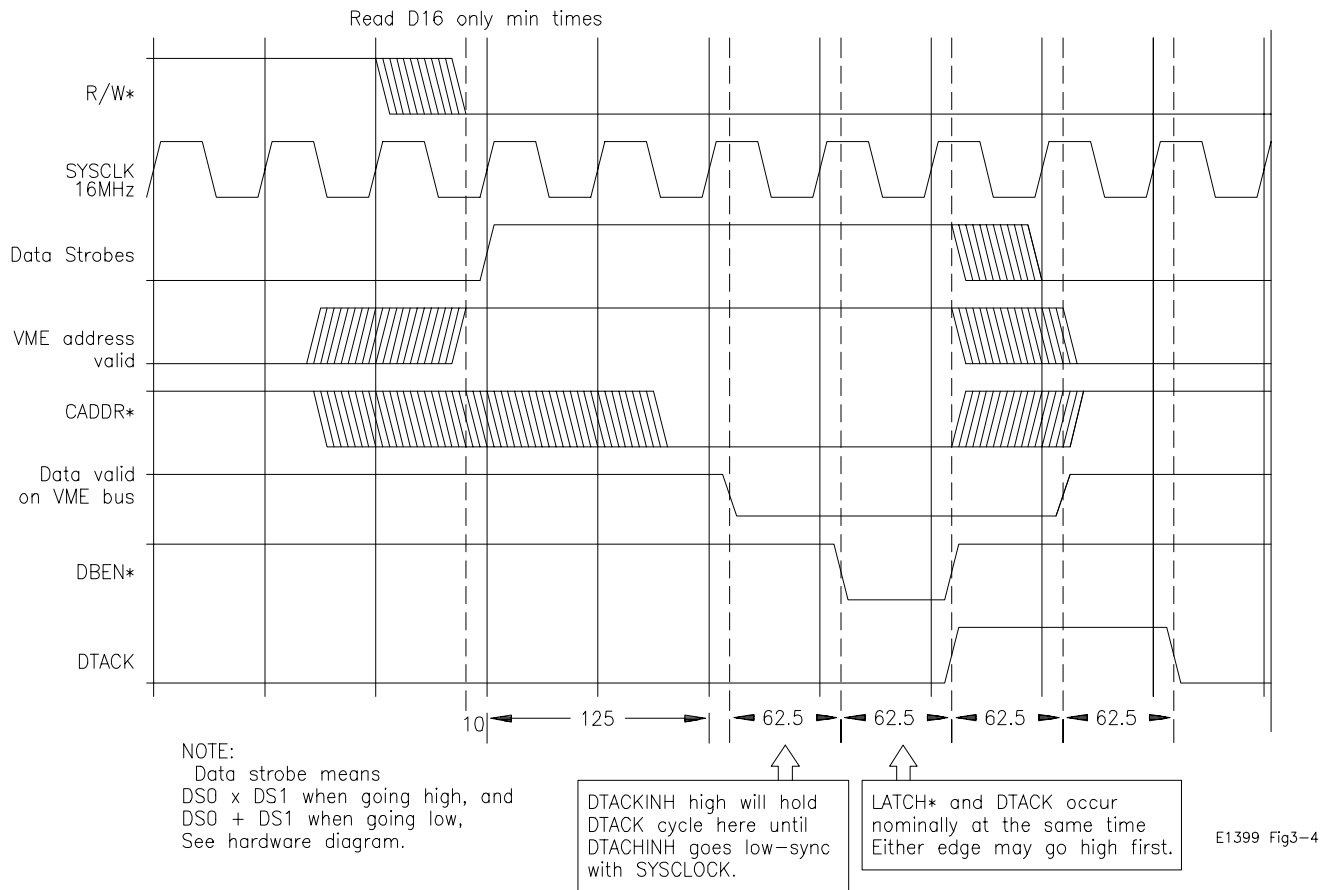 Read D16 only min times
R/W*
SYSCLK
16MHz
Data Strobes
VME address
valid
CADDR*
Data valid
on VME bus
DBEN*
DTACK
10 125 62.5 62.5 62.5 62.5
NOTE:
Data strobe means
DS0 x DS1 when going high, and
DS0 + DS1 when going low,
See hardware diagram.
DTACKINH high will hold
DTACK cycle here until
DTACHINH goes low-sync
with SYSCLOCK.
LATCH* and DTACK occur
nominally at the same time
Either edge may go high first.
E1399 Fig3-4